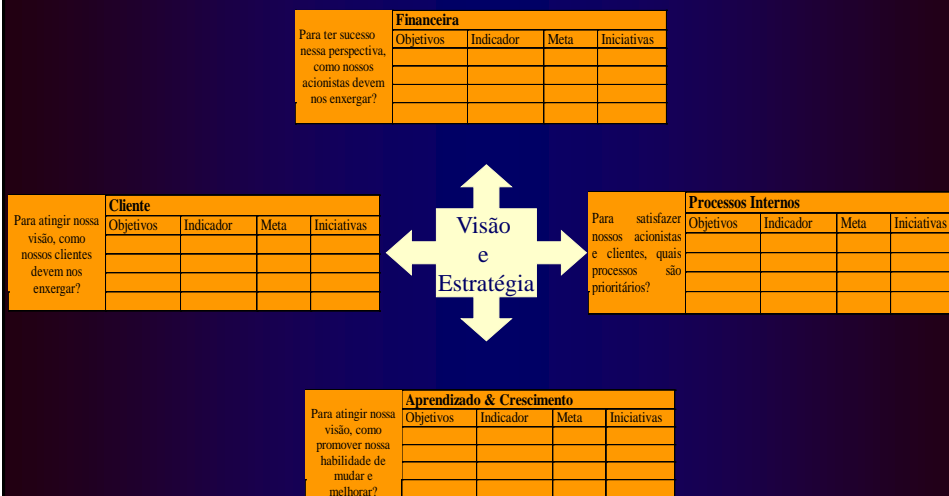 Financeira
Para ter sucesso
nessa perspectiva,
como nossos
acionistas devem
nos enxergar?
Objetivos Indicador Meta Iniciativas
Cliente
Para atingir nossa
visão, como
nossos clientes
devem nos
enxergar?
Objetivos Indicador Meta Iniciativas
Visão
e
Estratégia
Processos Internos
Para satisfazer
nossos acionistas
e clientes, quais
processos são
prioritários?
Objetivos Indicador Meta Iniciativas
Aprendizado & Crescimento
Para atingir nossa
visão, como
promover nossa
habilidade de
mudar e
melhorar?
Objetivos Indicador Meta Iniciativas